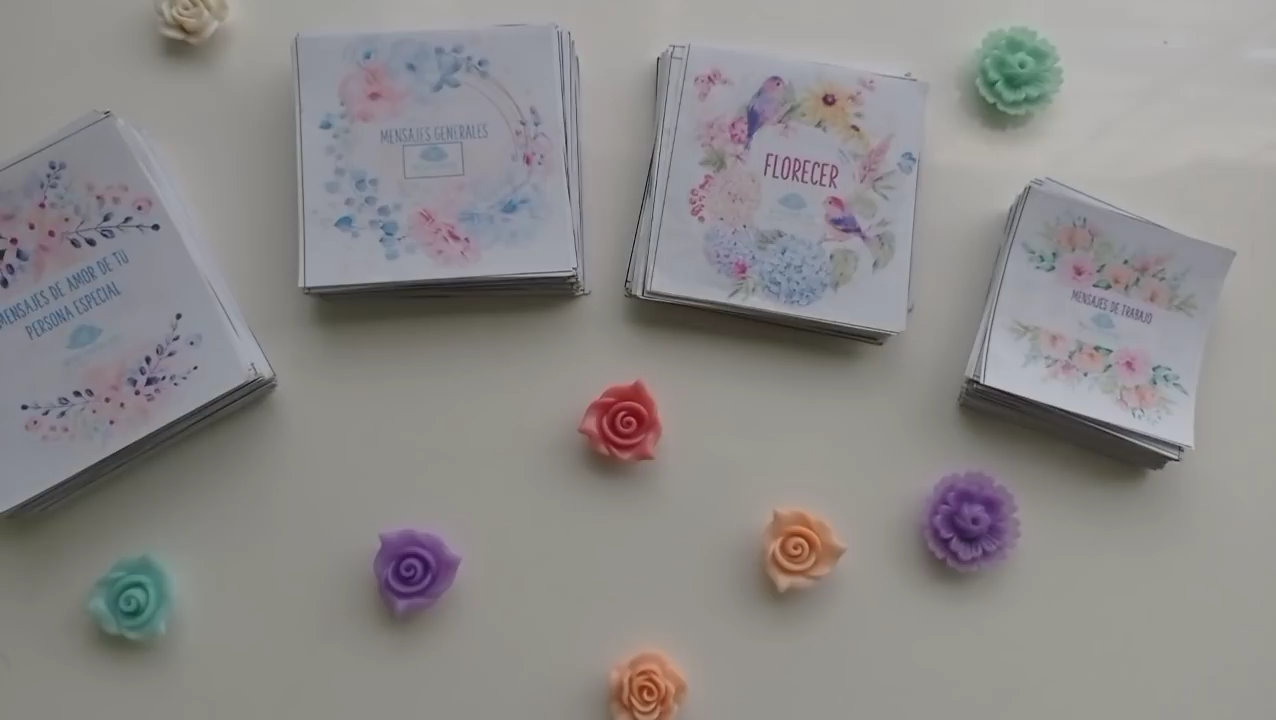 MENSAJES DE AMOR DE TU
PERSONA ESPECIAL
MENSAJES GENERALES
FLORECER
MENSAJES DE TRABAJO